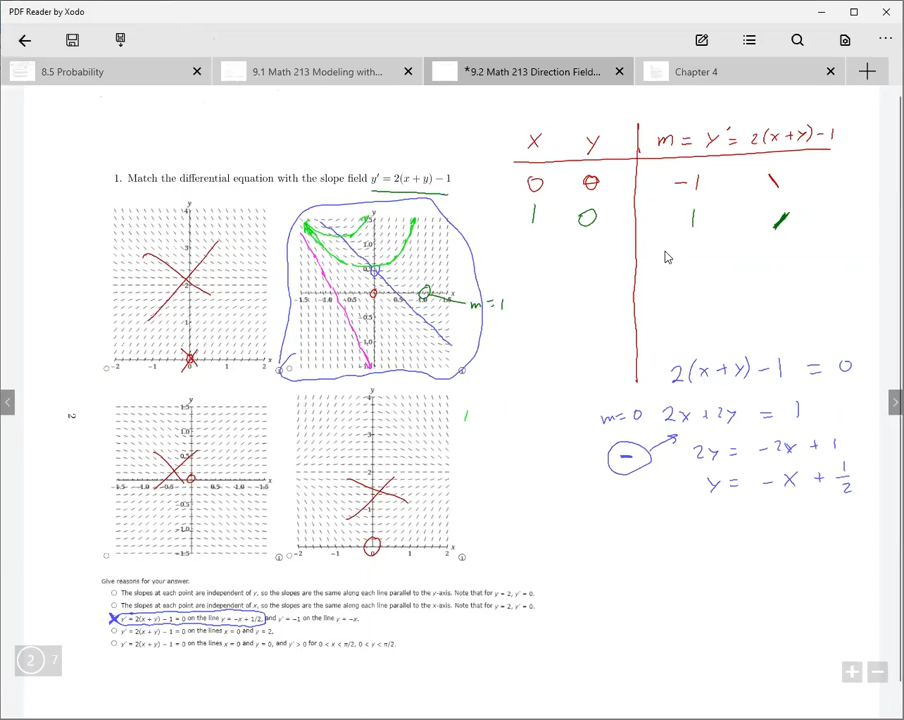 PDF Reader by Xodo
8.5 Probability
9.1 Math 213 Modeling with...
*9.2 Math 213 Direction Field...
Chapter 4
x y m = y' = 2(x+y)-1
0 0 -1
1 0 1
1. Match the differential equation with the slope field y′ = 2(x + y) − 1
m = 1
2(x+y)-1 = 0
m=0 2x+2y = 1
2y = -2x + 1
y = -x + 1/2
2
Give reasons for your answer.
The slopes at each point are independent of y, so the slopes are the same along each line parallel to the y-axis. Note that for y = 2, y' = 0.
The slopes at each point are independent of x, so the slopes are the same along each line parallel to the x-axis. Note that for y = 2, y' = 0.
y' = 2(x + y) − 1 = 0 on the line y = −x + 1/2, and y' = −1 on the line y = −x.
y' = 2(x + y) − 1 = 0 on the lines x = 0 and y = 2.
y' = 2(x + y) − 1 = 0 on the lines x = 0 and y = 0, and y' > 0 for 0 < x < π/2, 0 < y < π/2.
2 7